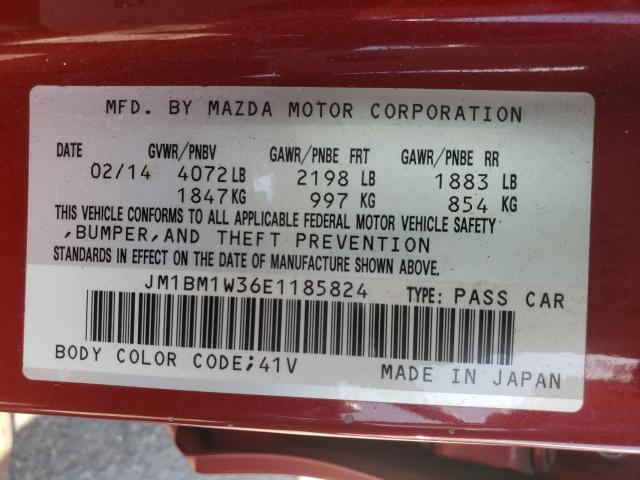 MFD. BY MAZDA MOTOR CORPORATION
DATE GVWR/PNBV GAWR/PNBE FRT GAWR/PNBE RR
02/14 4072 LB 2198 LB 1883 LB
1847 KG 997 KG 854 KG
THIS VEHICLE CONFORMS TO ALL APPLICABLE FEDERAL MOTOR VEHICLE SAFETY
,BUMPER,AND THEFT PREVENTION
STANDARDS IN EFFECT ON THE DATE OF MANUFACTURE SHOWN ABOVE.
JM1BM1W36E1185824 TYPE: PASS CAR
BODY COLOR CODE;41V MADE IN JAPAN